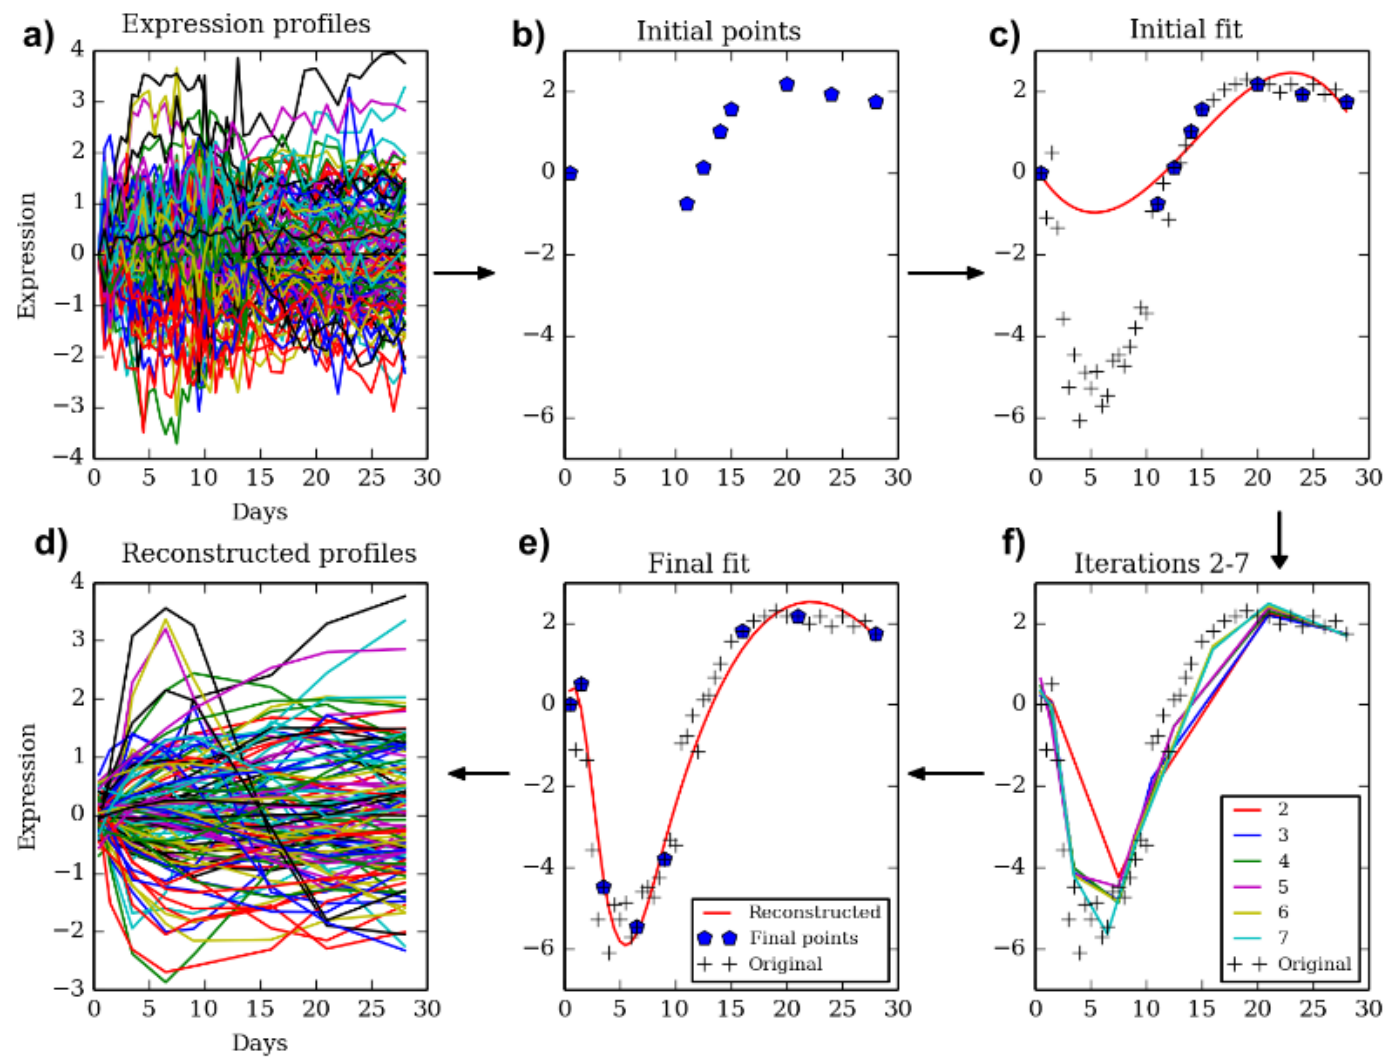 a) Expression profiles
4
3
2
1
0
−1
−2
−3
−4
Expression
0 5 10 15 20 25 30
Days
b) Initial points
2
0
−2
−4
−6
0 5 10 15 20 25 30
c) Initial fit
2
0
−2
−4
−6
0 5 10 15 20 25 30
d) Reconstructed profiles
4
3
2
1
0
−1
−2
−3
Expression
0 5 10 15 20 25 30
Days
e) Final fit
2
0
−2
−4
−6
Reconstructed
Final points
Original
0 5 10 15 20 25 30
f) Iterations 2-7
2
0
−2
−4
−6
2
3
4
5
6
7
Original
0 5 10 15 20 25 30